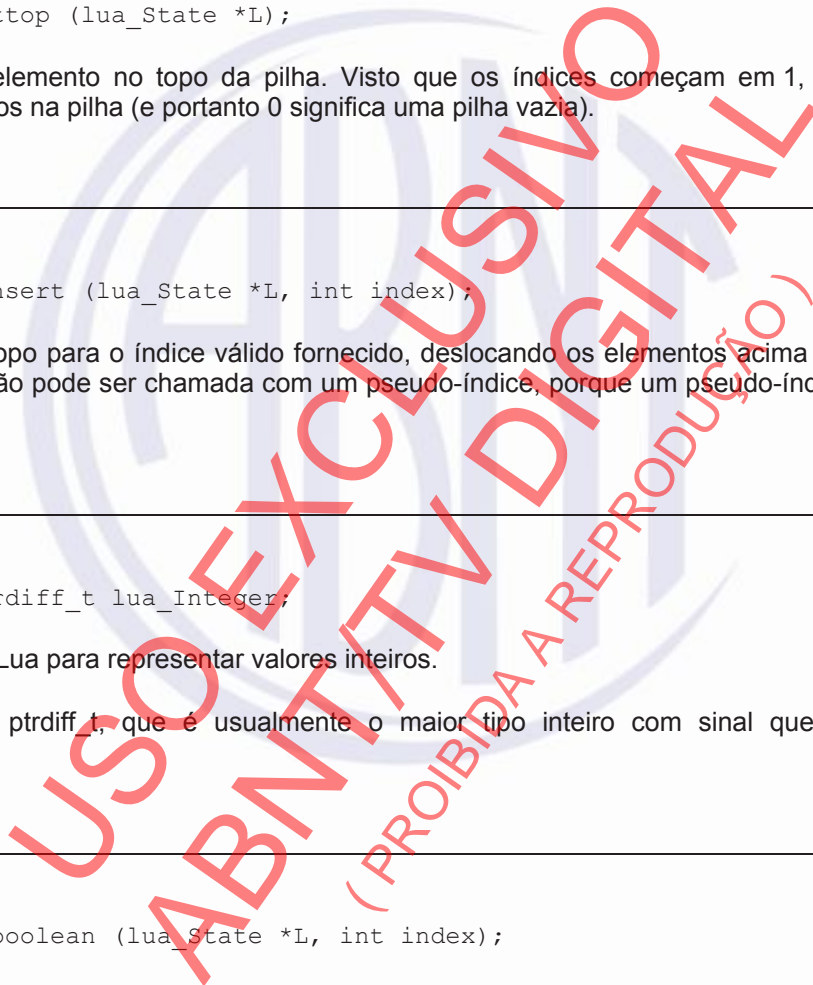 ttop (lua_State *L);
elemento no topo da pilha. Visto que os índices começam em 1,
os na pilha (e portanto 0 significa uma pilha vazia).
nsert (lua_State *L, int index);
opo para o índice válido fornecido, deslocando os elementos acima
ão pode ser chamada com um pseudo-índice, porque um pseudo-índ
rdiff_t lua_Integer;
Lua para representar valores inteiros.
ptrdiff_t, que é usualmente o maior tipo inteiro com sinal que
boolean (lua_State *L, int index);
USO EXCLUSIVO
ABNT/TV DIGITAL
( PROIBIDA A REPRODUÇÃO )
ABNT